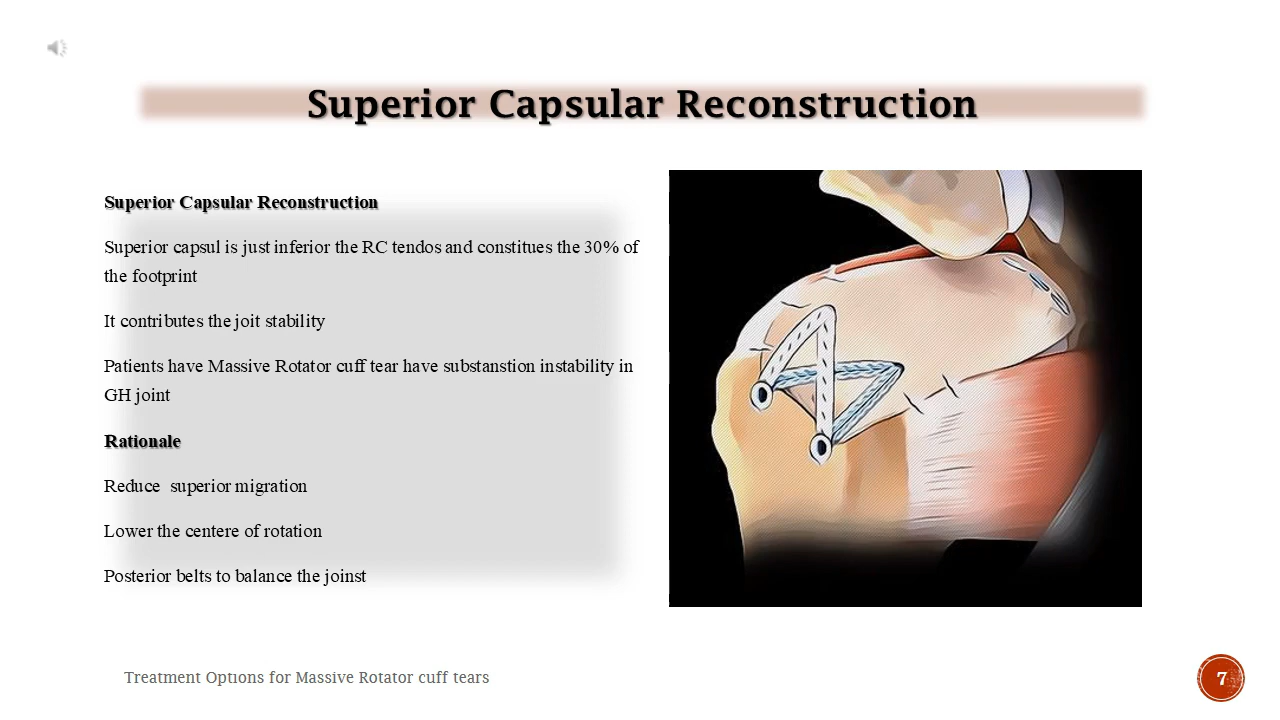 Superior Capsular Reconstruction
Superior Capsular Reconstruction
Superior capsul is just inferior the RC tendos and constitues the 30% of
the footprint
It contributes the joit stability
Patients have Massive Rotator cuff tear have substanstion instability in
GH joint
Rationale
Reduce  superior migration
Lower the centere of rotation
Posterior belts to balance the joinst
Treatment Options for Massive Rotator cuff tears
7